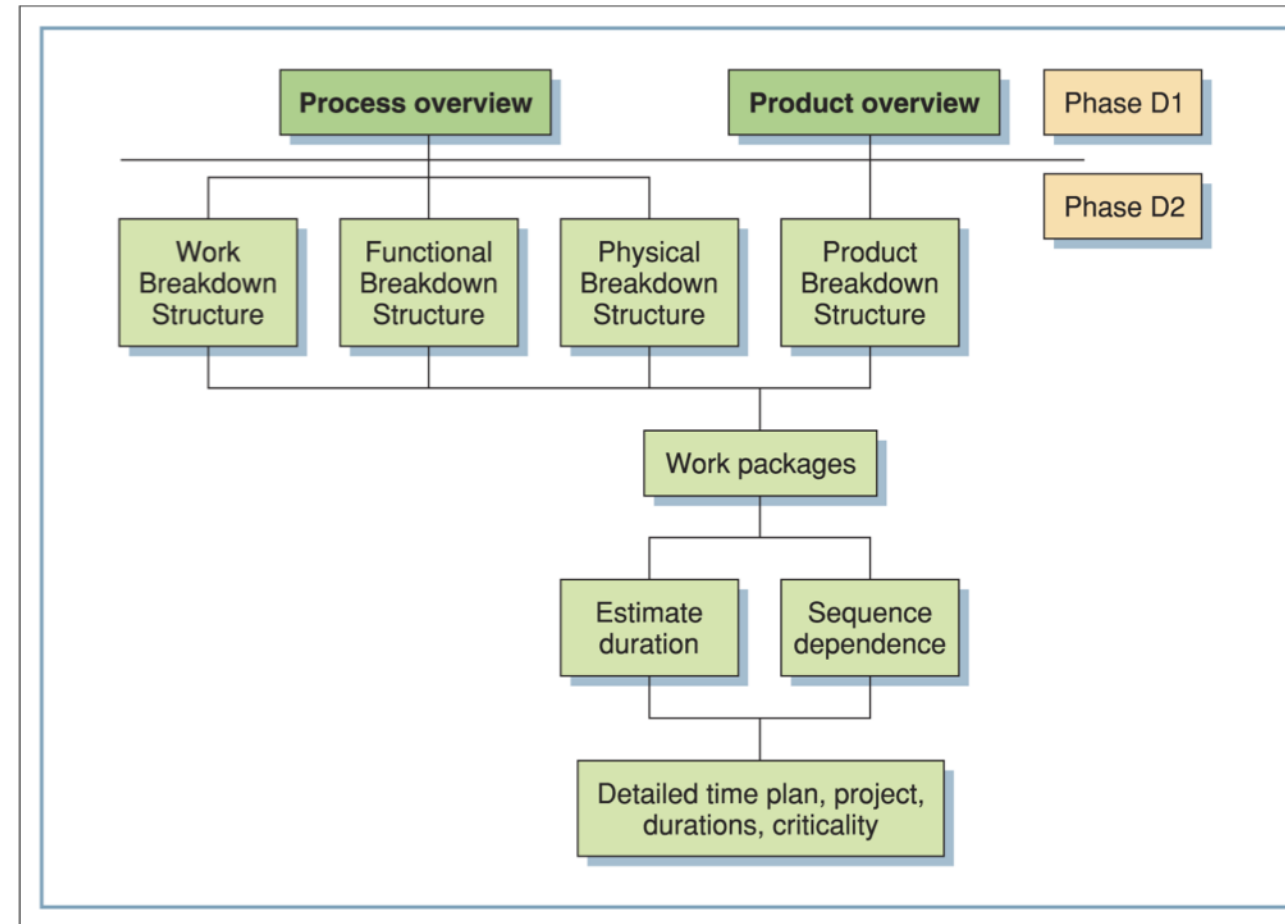 Process overview
Product overview
Phase D1
Phase D2
Work
Breakdown
Structure
Functional
Breakdown
Structure
Physical
Breakdown
Structure
Product
Breakdown
Structure
Work packages
Estimate
duration
Sequence
dependence
Detailed time plan, project,
durations, criticality